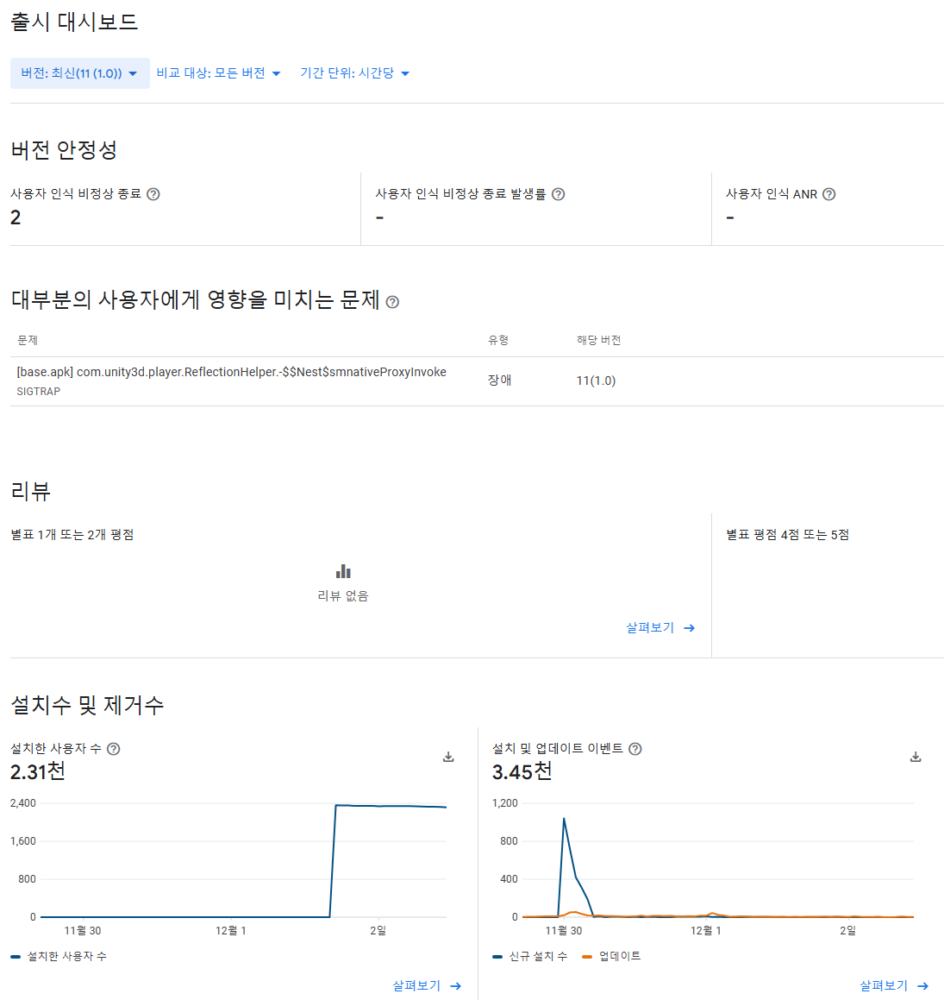 출시 대시보드
버전: 최신(11 (1.0)) 비교 대상: 모든 버전 기간 단위: 시간당
버전 안정성
사용자 인식 비정상 종료
2
사용자 인식 비정상 종료 발생률
-
사용자 인식 ANR
-
대부분의 사용자에게 영향을 미치는 문제
문제 유형 해당 버전
[base.apk] com.unity3d.player.ReflectionHelper.-$$Nest$smnativeProxyInvoke
SIGTRAP
장애
11(1.0)
리뷰
별표 1개 또는 2개 평점
리뷰 없음
살펴보기
별표 평점 4점 또는 5점
설치수 및 제거수
설치한 사용자 수
2.31천
2,400
1,600
800
0
11월 30 12월 1 2일
설치한 사용자 수
살펴보기
설치 및 업데이트 이벤트
3.45천
1,200
800
400
0
11월 30 12월 1 2일
신규 설치 수 업데이트
살펴보기